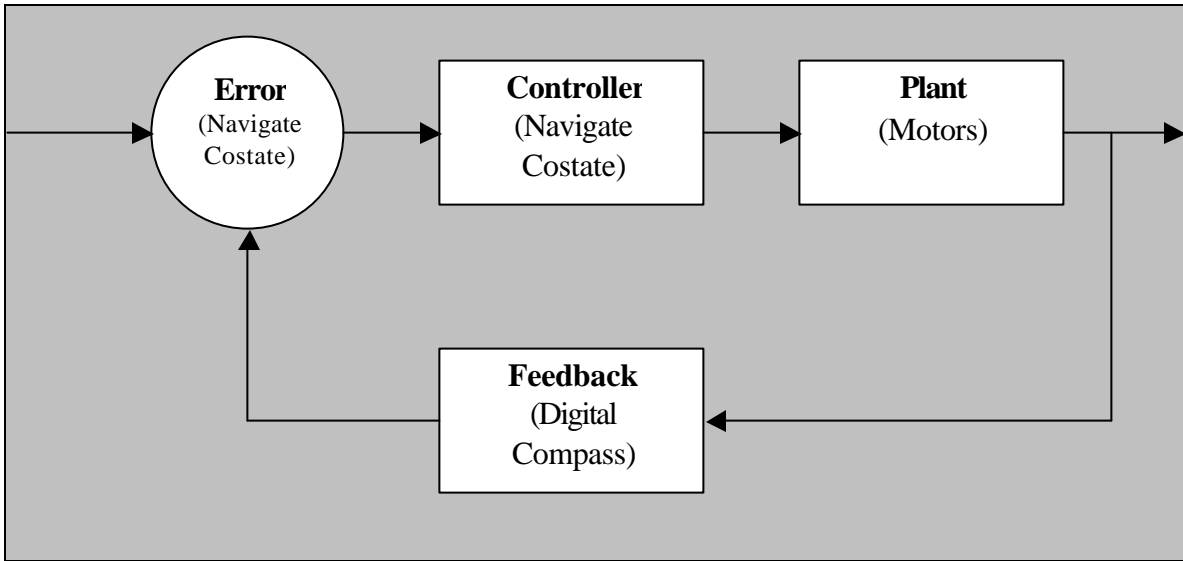 Error
(Navigate
Costate)
Controller
(Navigate
Costate)
Plant
(Motors)
Feedback
(Digital
Compass)